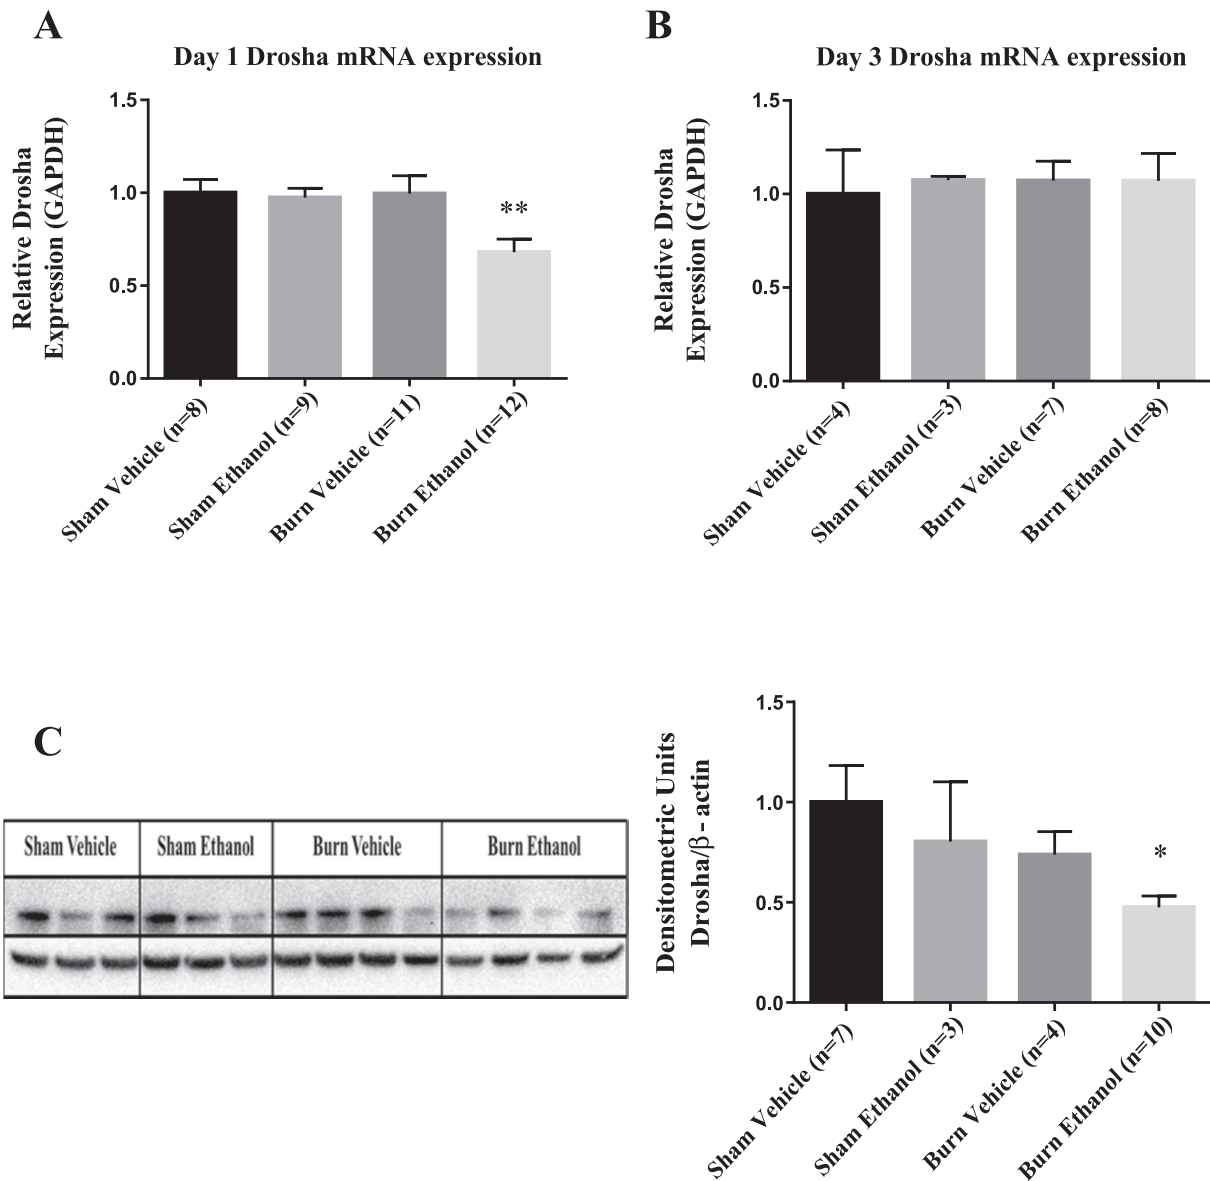 A
Day 1 Drosha mRNA expression
Relative Drosha
Expression (GAPDH)
1.5
1.0
0.5
0.0
**
Sham Vehicle (n=8)
Sham Ethanol (n=9)
Burn Vehicle (n=11)
Burn Ethanol (n=12)
B
Day 3 Drosha mRNA expression
Relative Drosha
Expression (GAPDH)
1.5
1.0
0.5
0.0
Sham Vehicle (n=4)
Sham Ethanol (n=3)
Burn Vehicle (n=7)
Burn Ethanol (n=8)
C
Sham Vehicle
Sham Ethanol
Burn Vehicle
Burn Ethanol
Densitometric Units
Drosha/β- actin
1.5
1.0
0.5
0.0
*
Sham Vehicle (n=7)
Sham Ethanol (n=3)
Burn Vehicle (n=4)
Burn Ethanol (n=10)